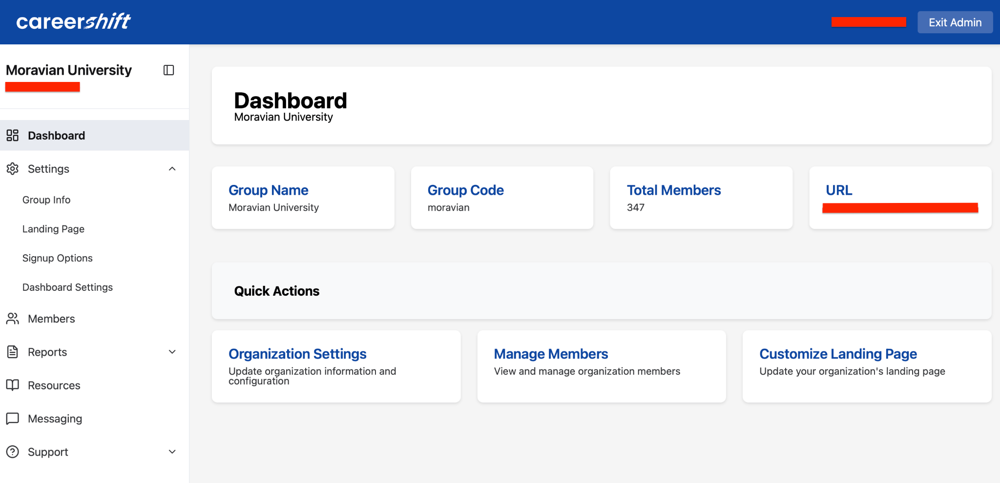 careershift
Exit Admin
Moravian University
Dashboard
Settings
Group Info
Landing Page
Signup Options
Dashboard Settings
Members
Reports
Resources
Messaging
Support
Dashboard
Moravian University
Group Name
Moravian University
Group Code
moravian
Total Members
347
URL
Quick Actions
Organization Settings
Update organization information and
configuration
Manage Members
View and manage organization members
Customize Landing Page
Update your organization's landing page